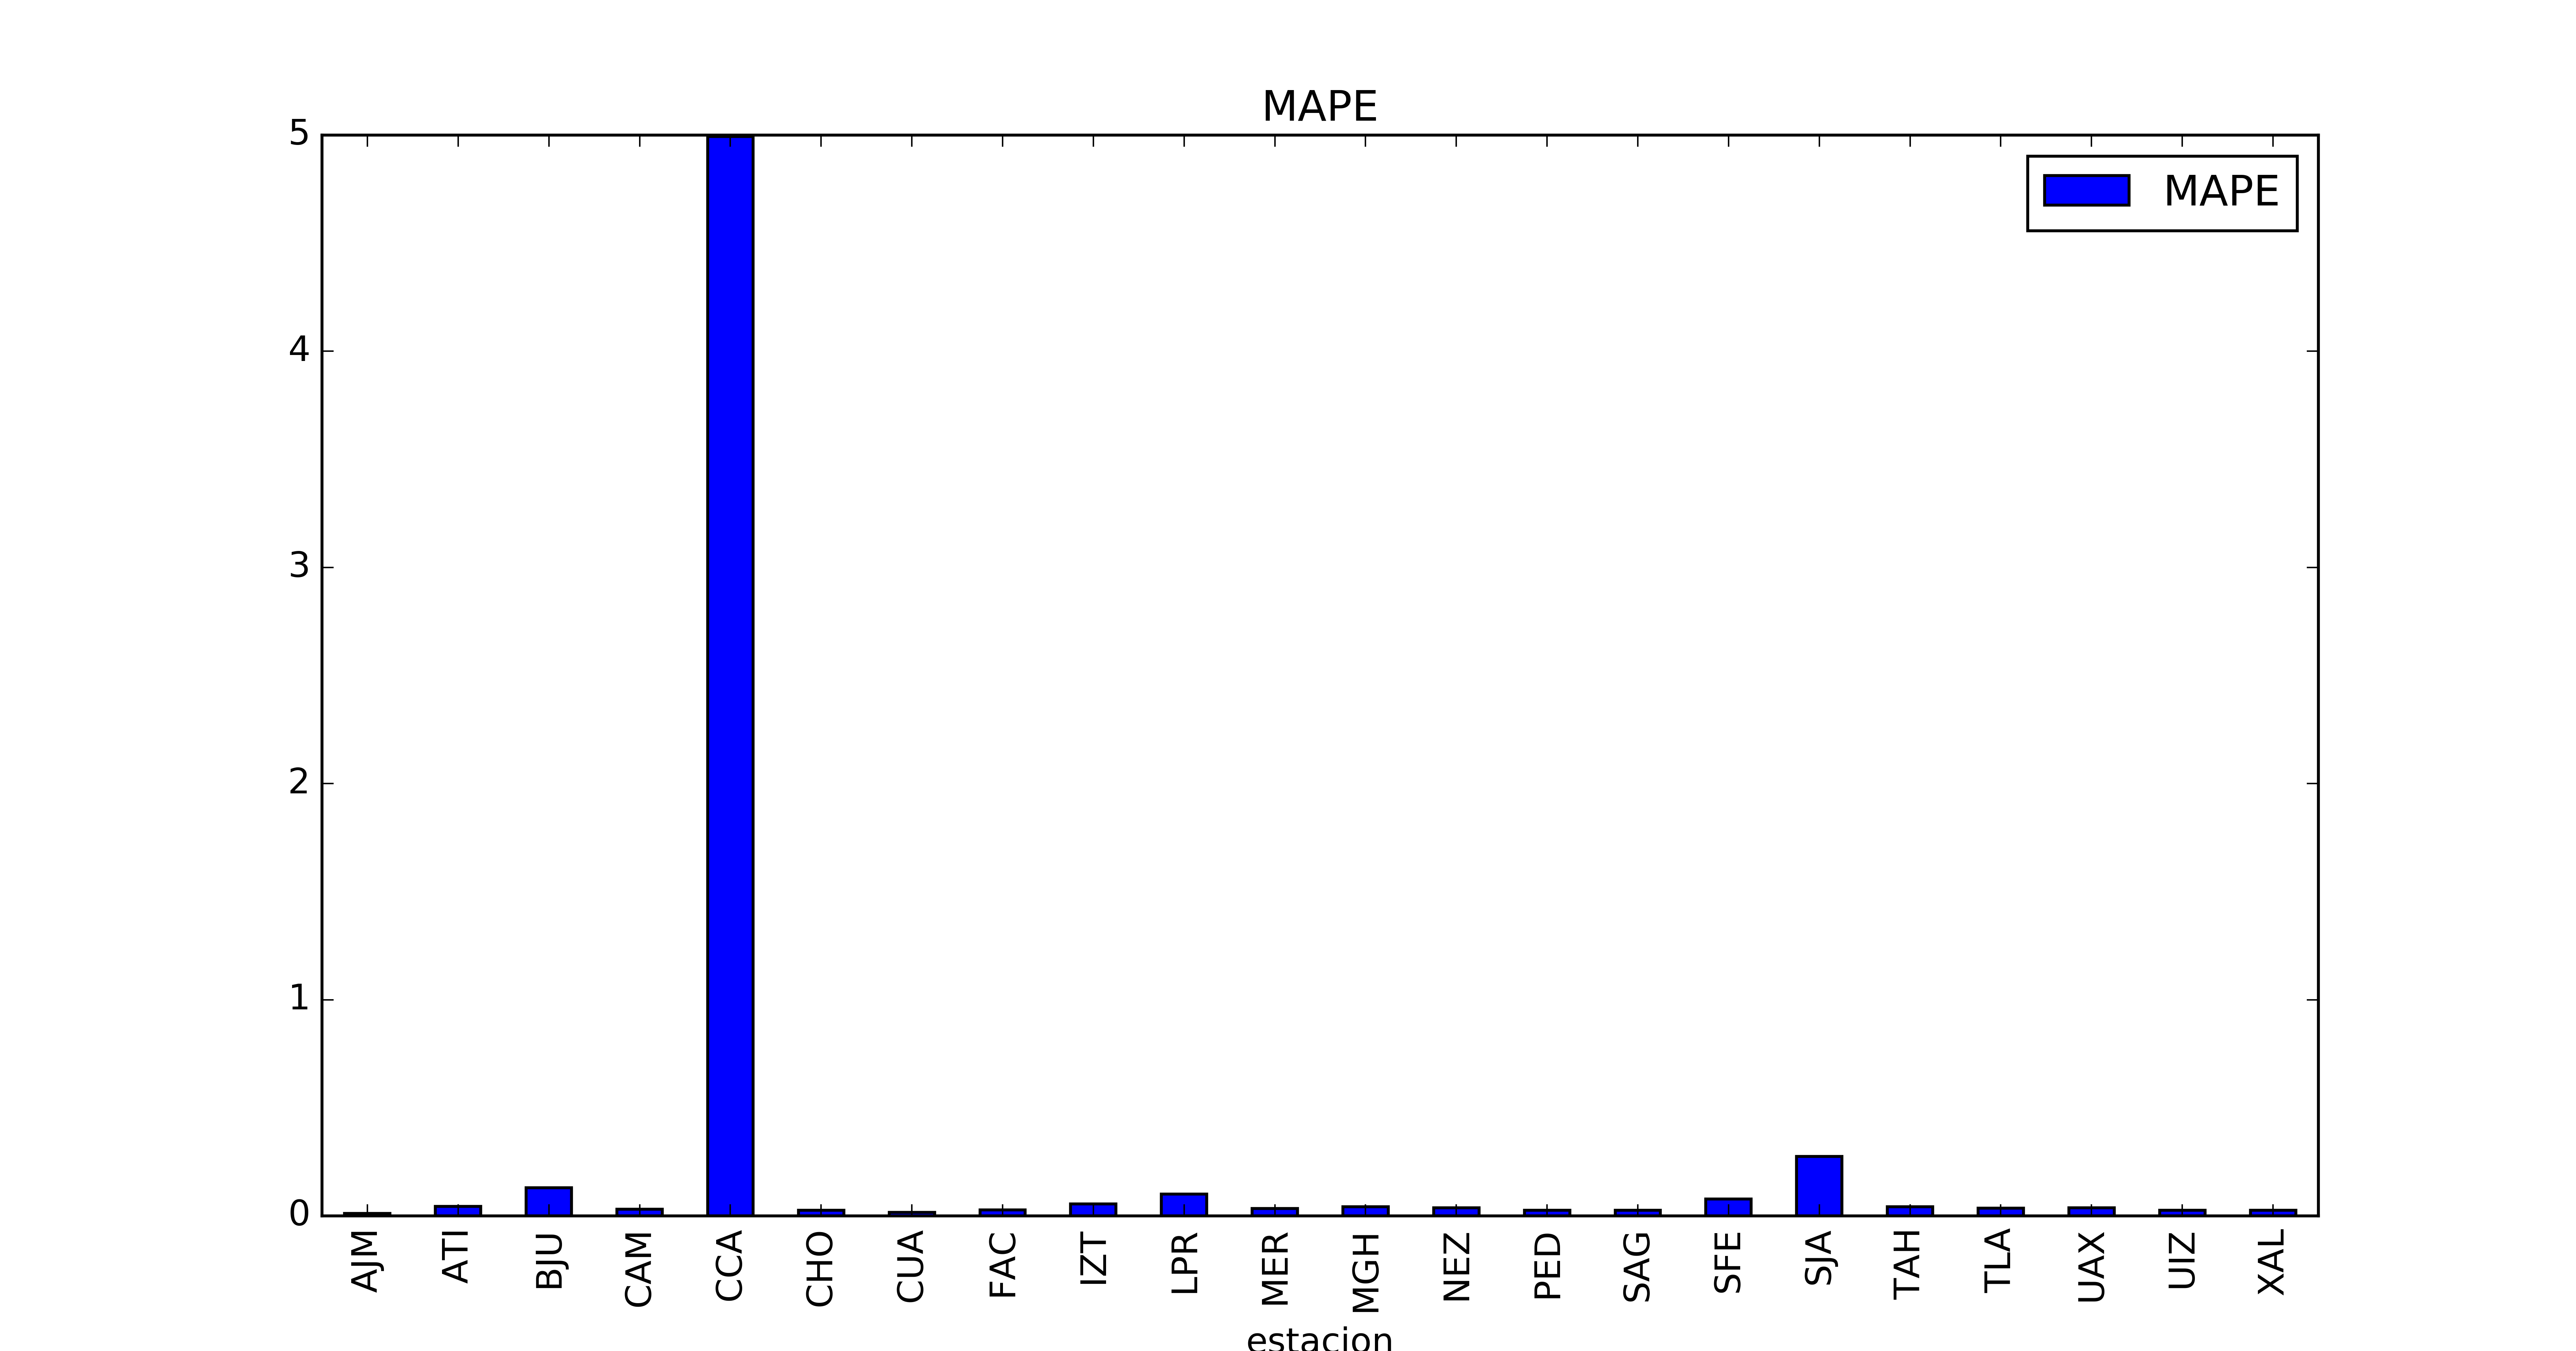 MAPE
MAPE
5
4
3
2
1
0
AJM
ATI
BJU
CAM
CCA
CHO
CUA
FAC
IZT
LPR
MER
MGH
NEZ
PED
SAG
SFE
SJA
TAH
TLA
UAX
UIZ
XAL
estacion